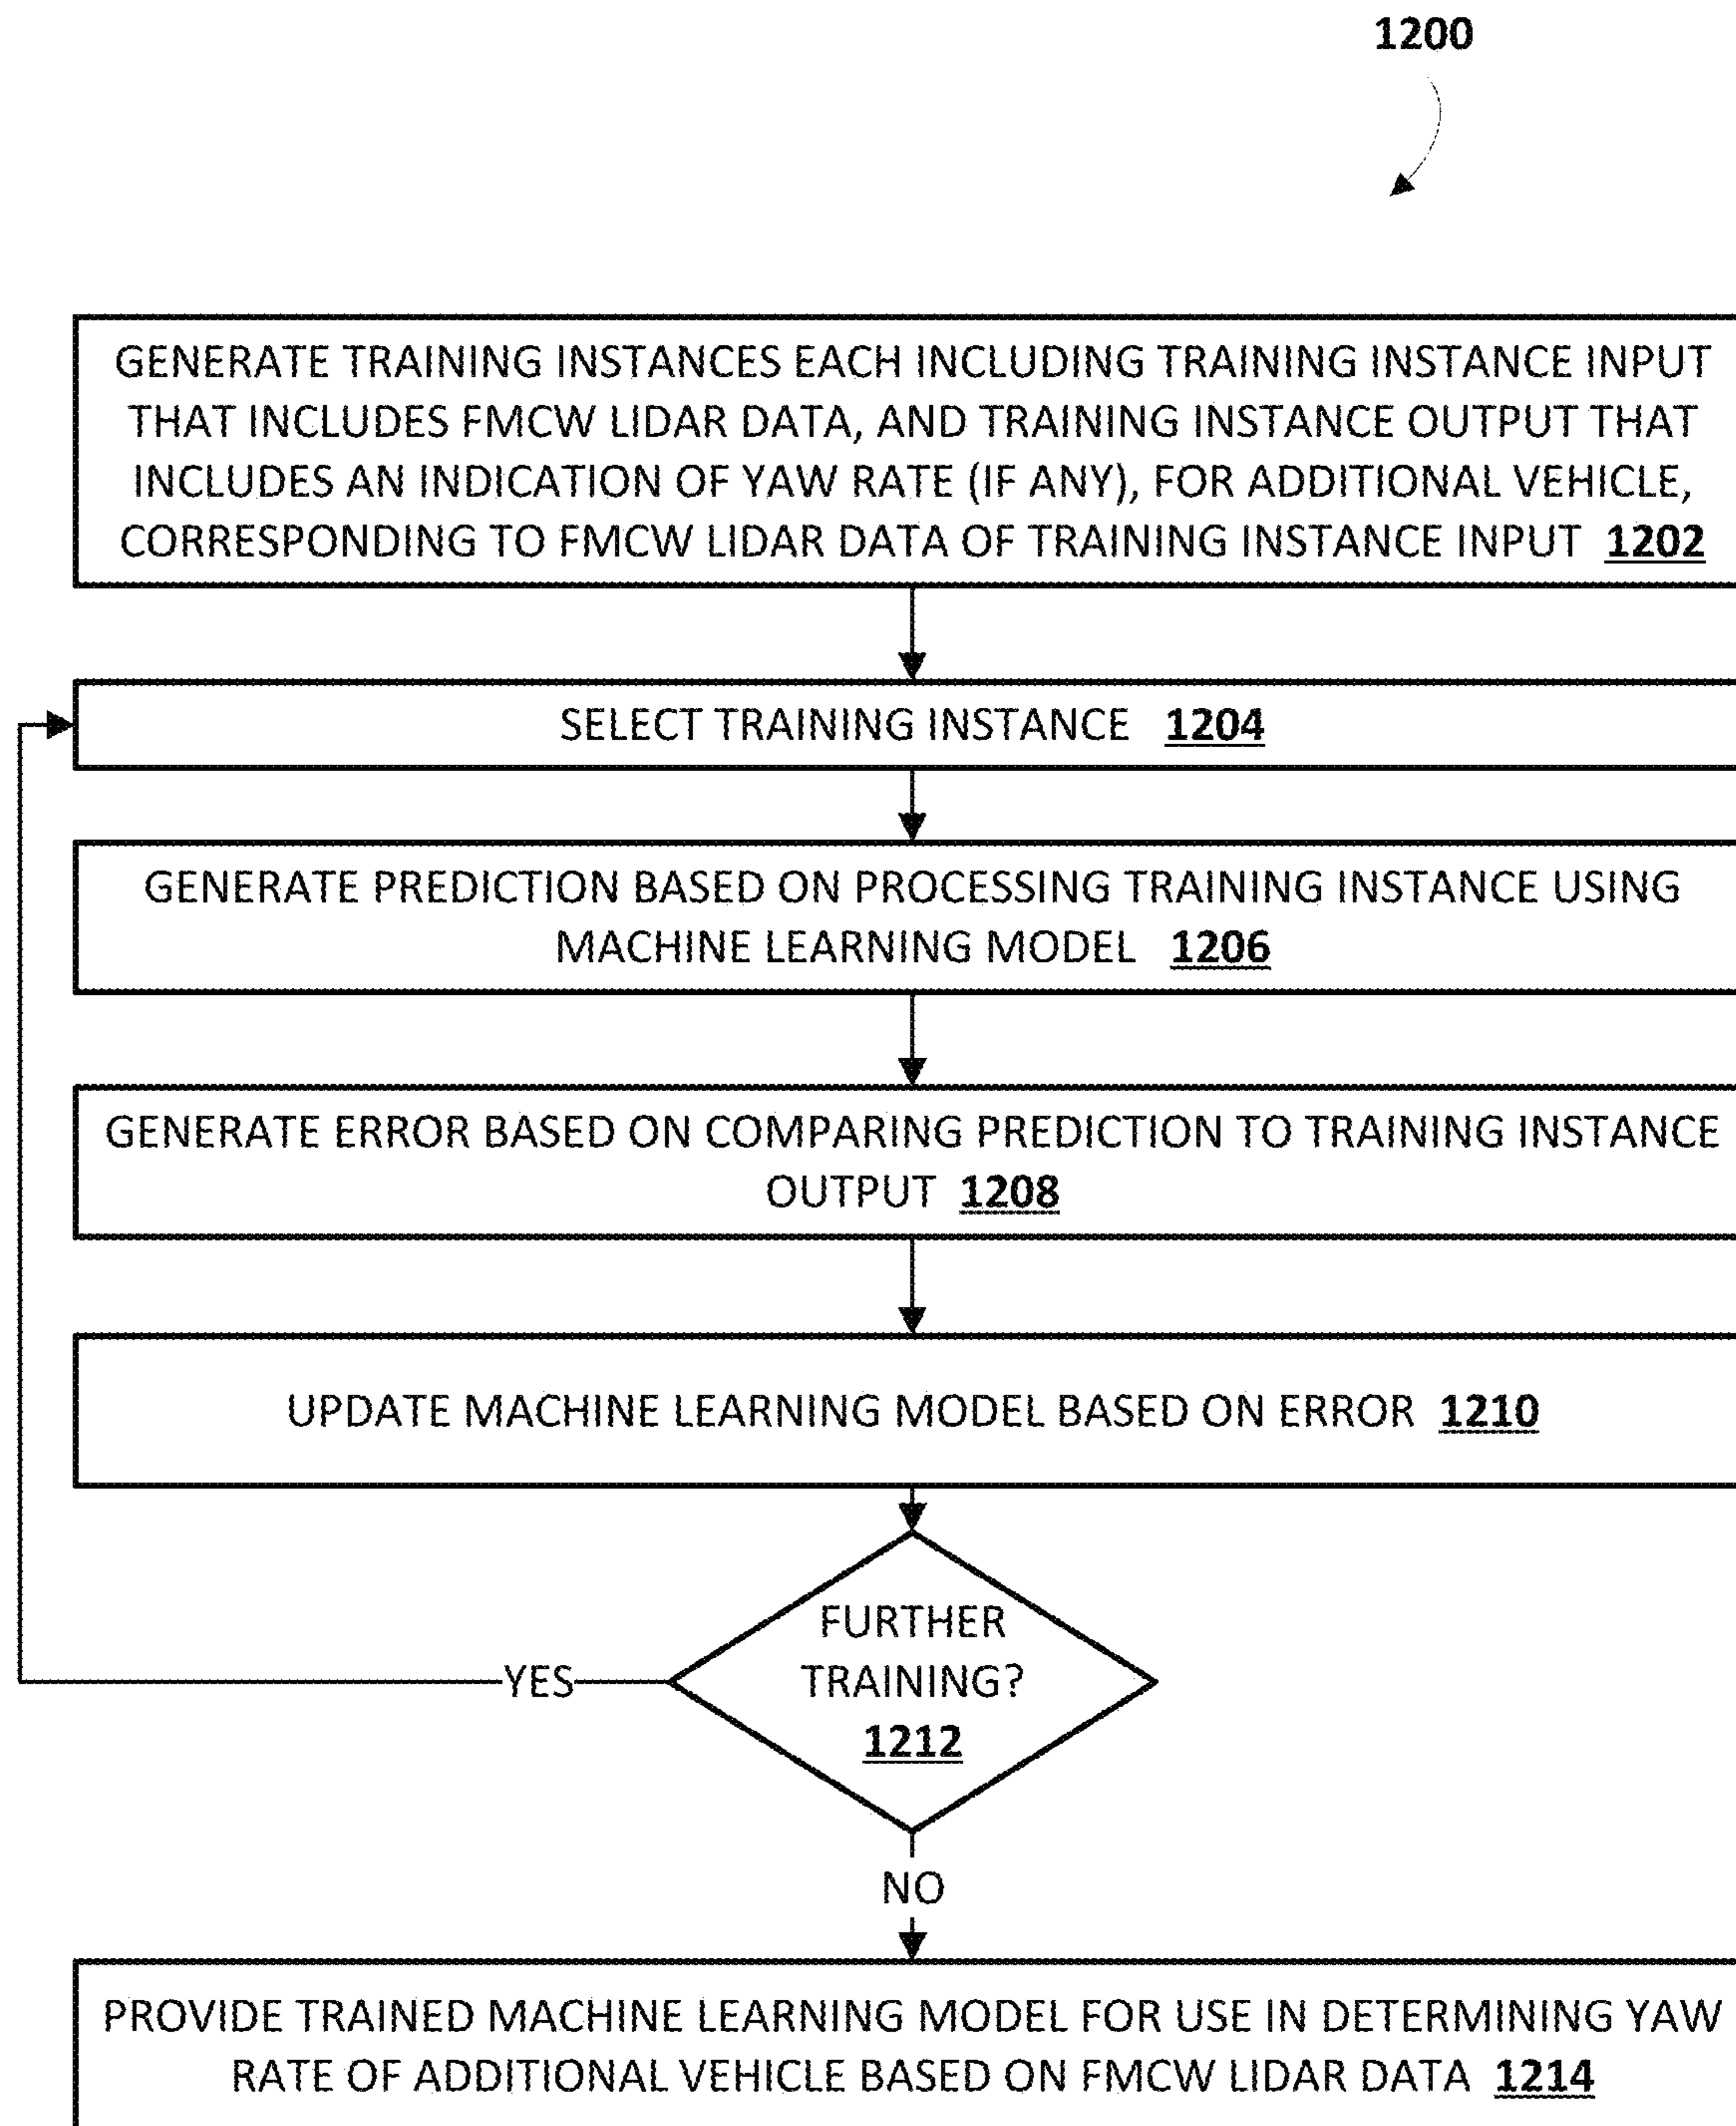 1200
GENERATE TRAINING INSTANCES EACH INCLUDING TRAINING INSTANCE INPUT
THAT INCLUDES FMCW LIDAR DATA, AND TRAINING INSTANCE OUTPUT THAT
INCLUDES AN INDICATION OF YAW RATE (IF ANY), FOR ADDITIONAL VEHICLE,
CORRESPONDING TO FMCW LIDAR DATA OF TRAINING INSTANCE INPUT 1202
SELECT TRAINING INSTANCE 1204
GENERATE PREDICTION BASED ON PROCESSING TRAINING INSTANCE USING
MACHINE LEARNING MODEL 1206
GENERATE ERROR BASED ON COMPARING PREDICTION TO TRAINING INSTANCE
OUTPUT 1208
UPDATE MACHINE LEARNING MODEL BASED ON ERROR 1210
FURTHER
TRAINING?
1212
YES
NO
PROVIDE TRAINED MACHINE LEARNING MODEL FOR USE IN DETERMINING YAW
RATE OF ADDITIONAL VEHICLE BASED ON FMCW LIDAR DATA 1214